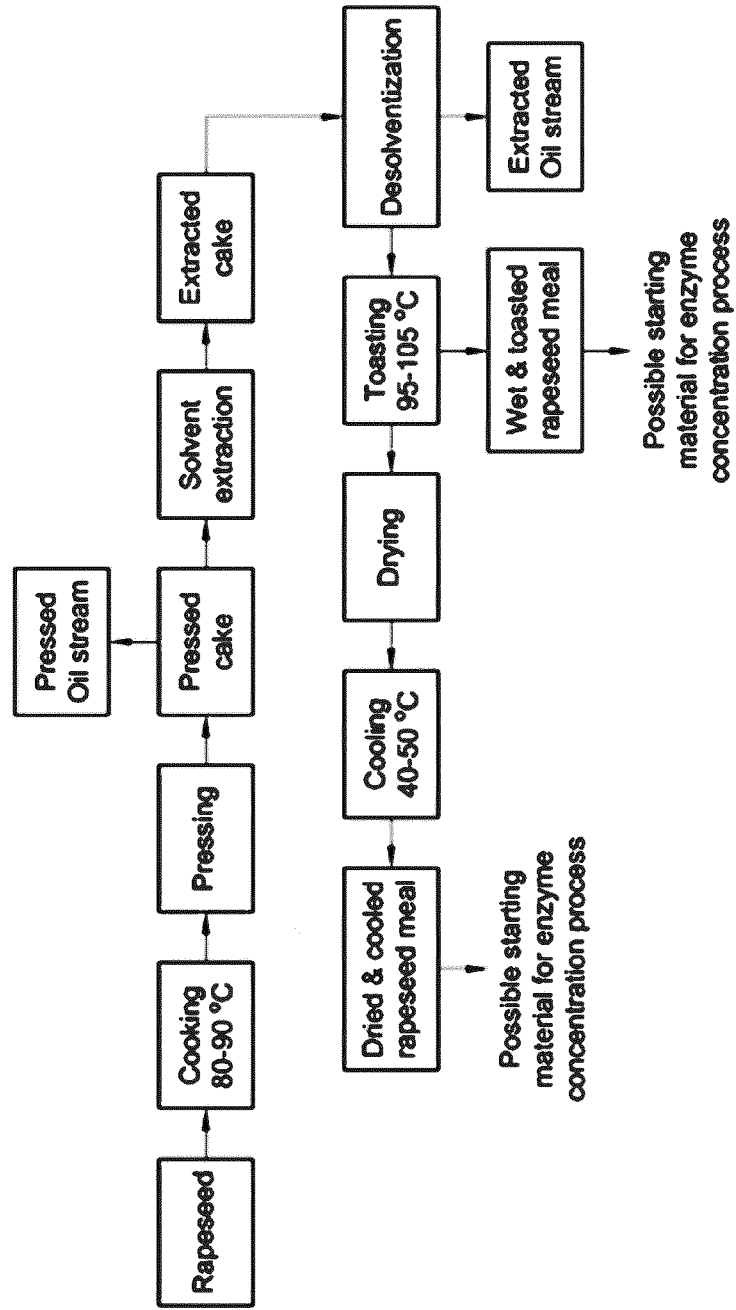 Rapeseed
Cooking
80-90 °C
Pressing
Pressed
Oil stream
Pressed
cake
Solvent
extraction
Extracted
cake
Desolventization
Extracted
Oil stream
Toasting
95-105 °C
Wet & toasted
rapeseed meal
Possible starting
material for enzyme
concentration process
Drying
Cooling
40-50 °C
Dried & cooled
rapeseed meal
Possible starting
material for enzyme
concentration process